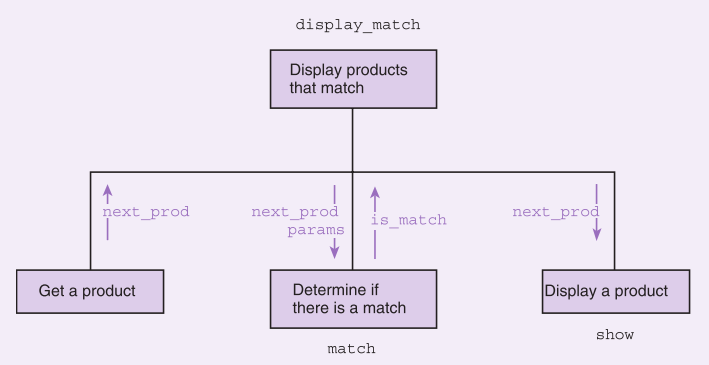 display_match
Display products
that match
next_prod
next_prod
params
is_match
next_prod
Get a product
Determine if
there is a match
Display a product
match
show